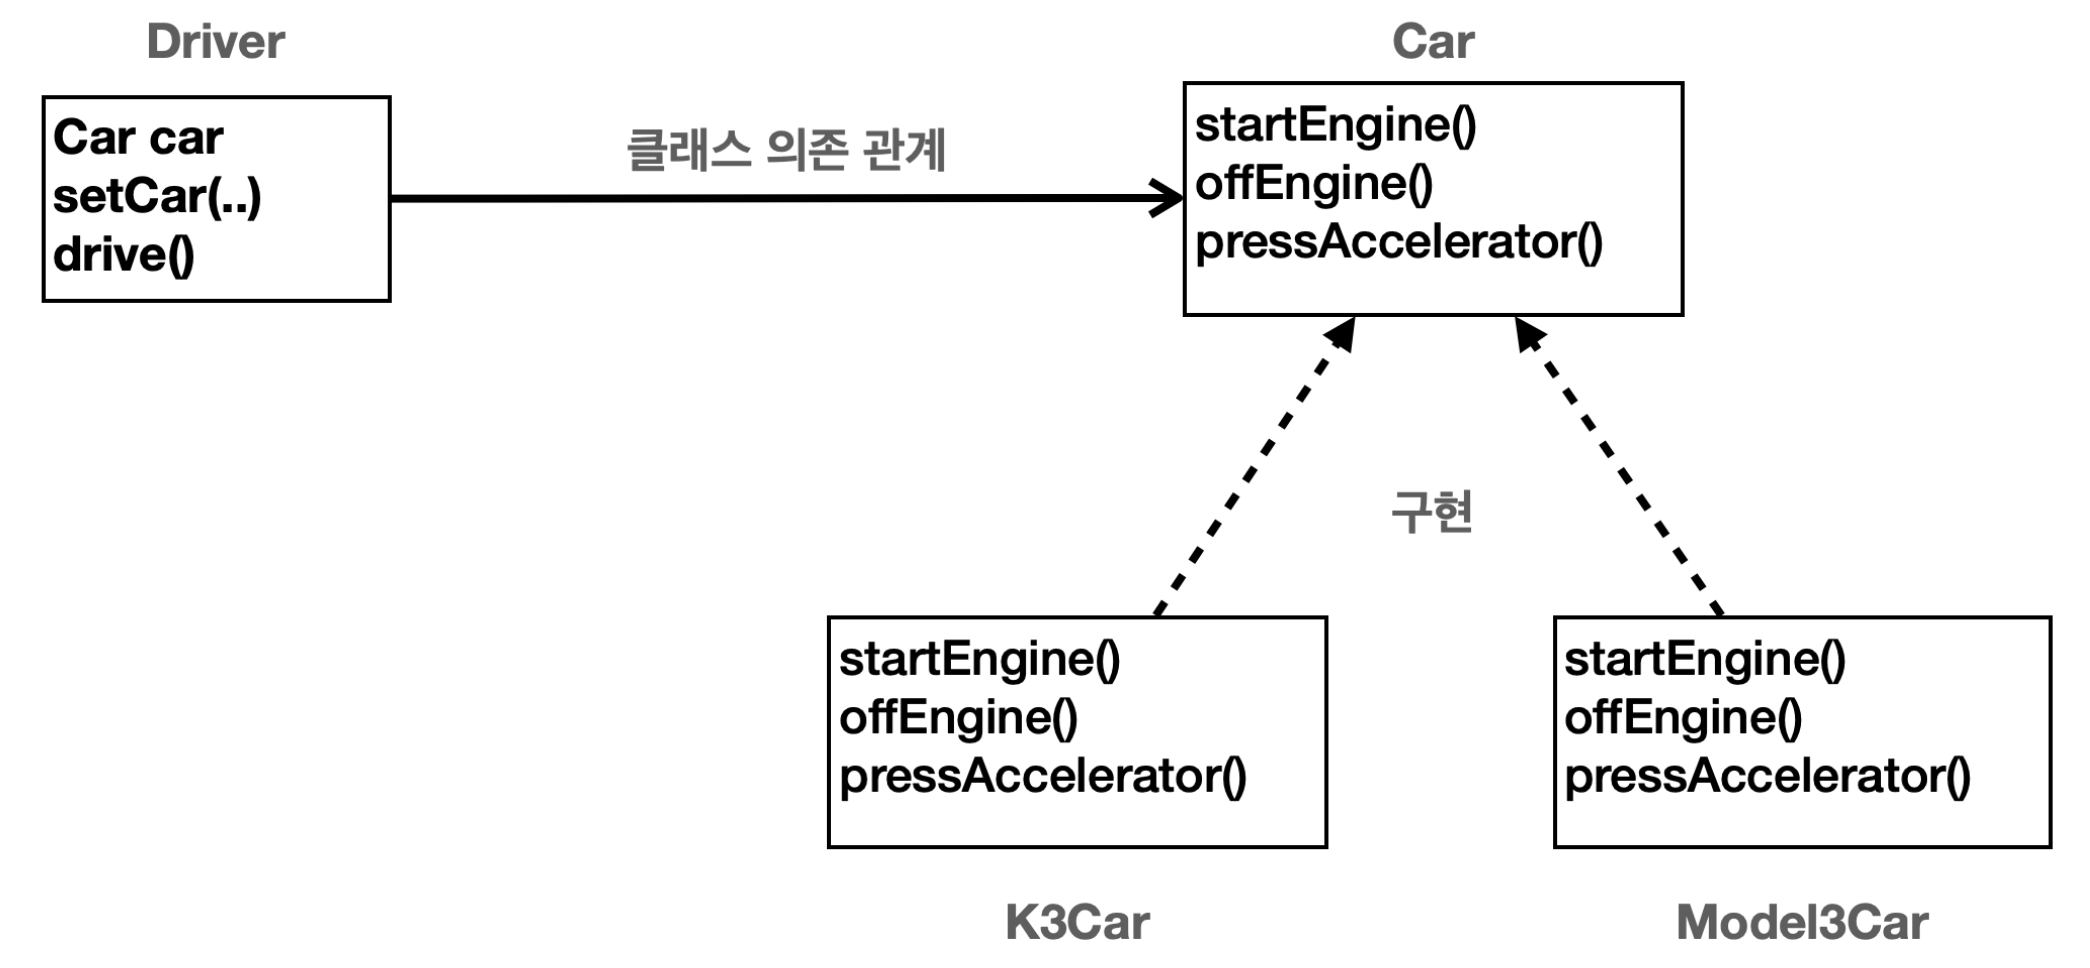 Driver
Car car
setCar(..)
drive()
클래스 의존 관계
Car
startEngine()
offEngine()
pressAccelerator()
구현
startEngine()
offEngine()
pressAccelerator()
K3Car
startEngine()
offEngine()
pressAccelerator()
Model3Car